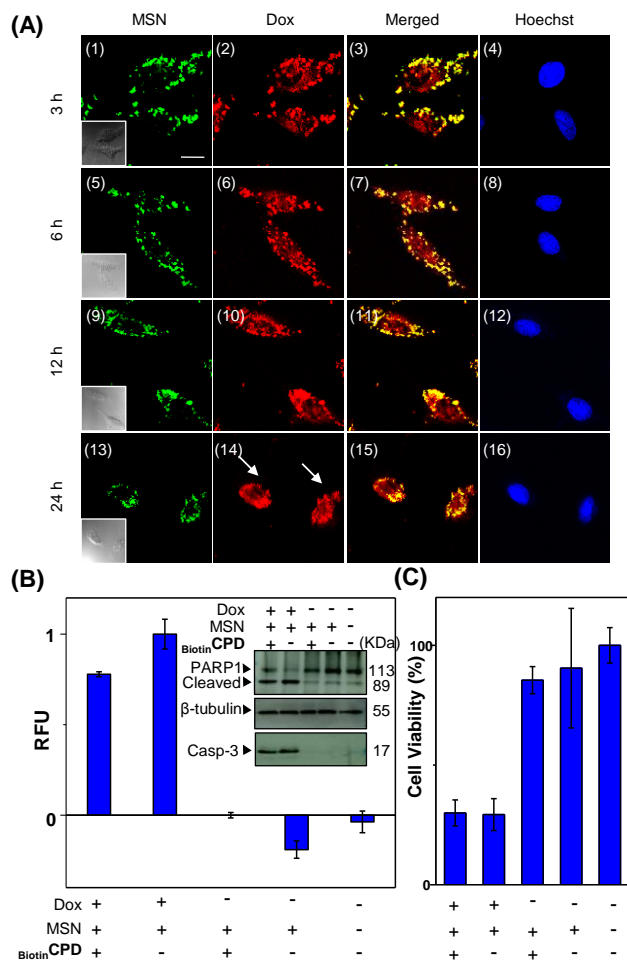 (A) MSN Dox Merged Hoechst
3 h (1) (2) (3) (4)
6 h (5) (6) (7) (8)
12 h (9) (10) (11) (12)
24 h (13) (14) (15) (16)
(B) (C)
Dox + + - - -
MSN + + + + - (KDa)
BiotinCPD + - + - -
PARP1 113
Cleaved 89
β-tubulin 55
Casp-3 17
RFU
1
0
Dox + + - - -
MSN + + + + -
BiotinCPD + - + - -
Cell Viability (%)
100
0
+ + - - -
+ + + + -
+ - + - -